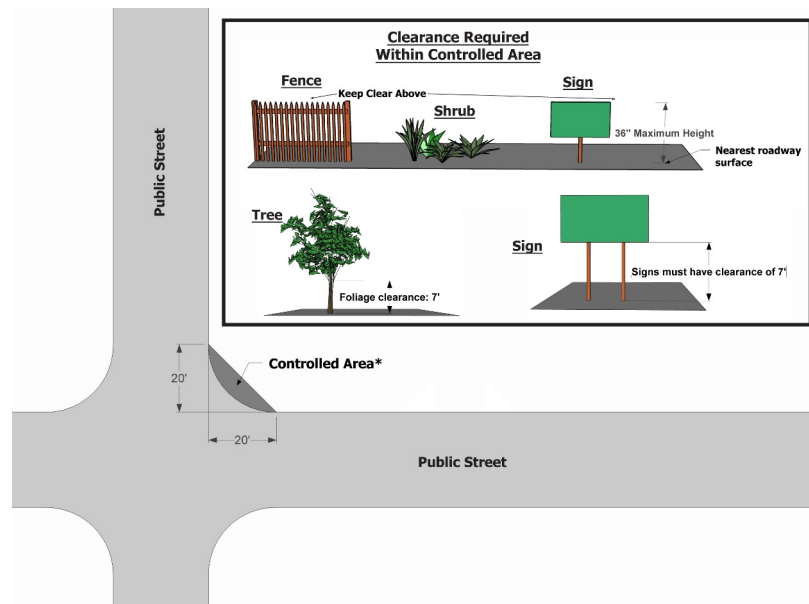 Clearance Required
Within Controlled Area
Fence
Sign
Keep Clear Above
Shrub
36" Maximum Height
Nearest roadway
surface
Public Street
Tree
Sign
Foliage clearance: 7'
Signs must have clearance of 7'
20'
Controlled Area*
20'
Public Street